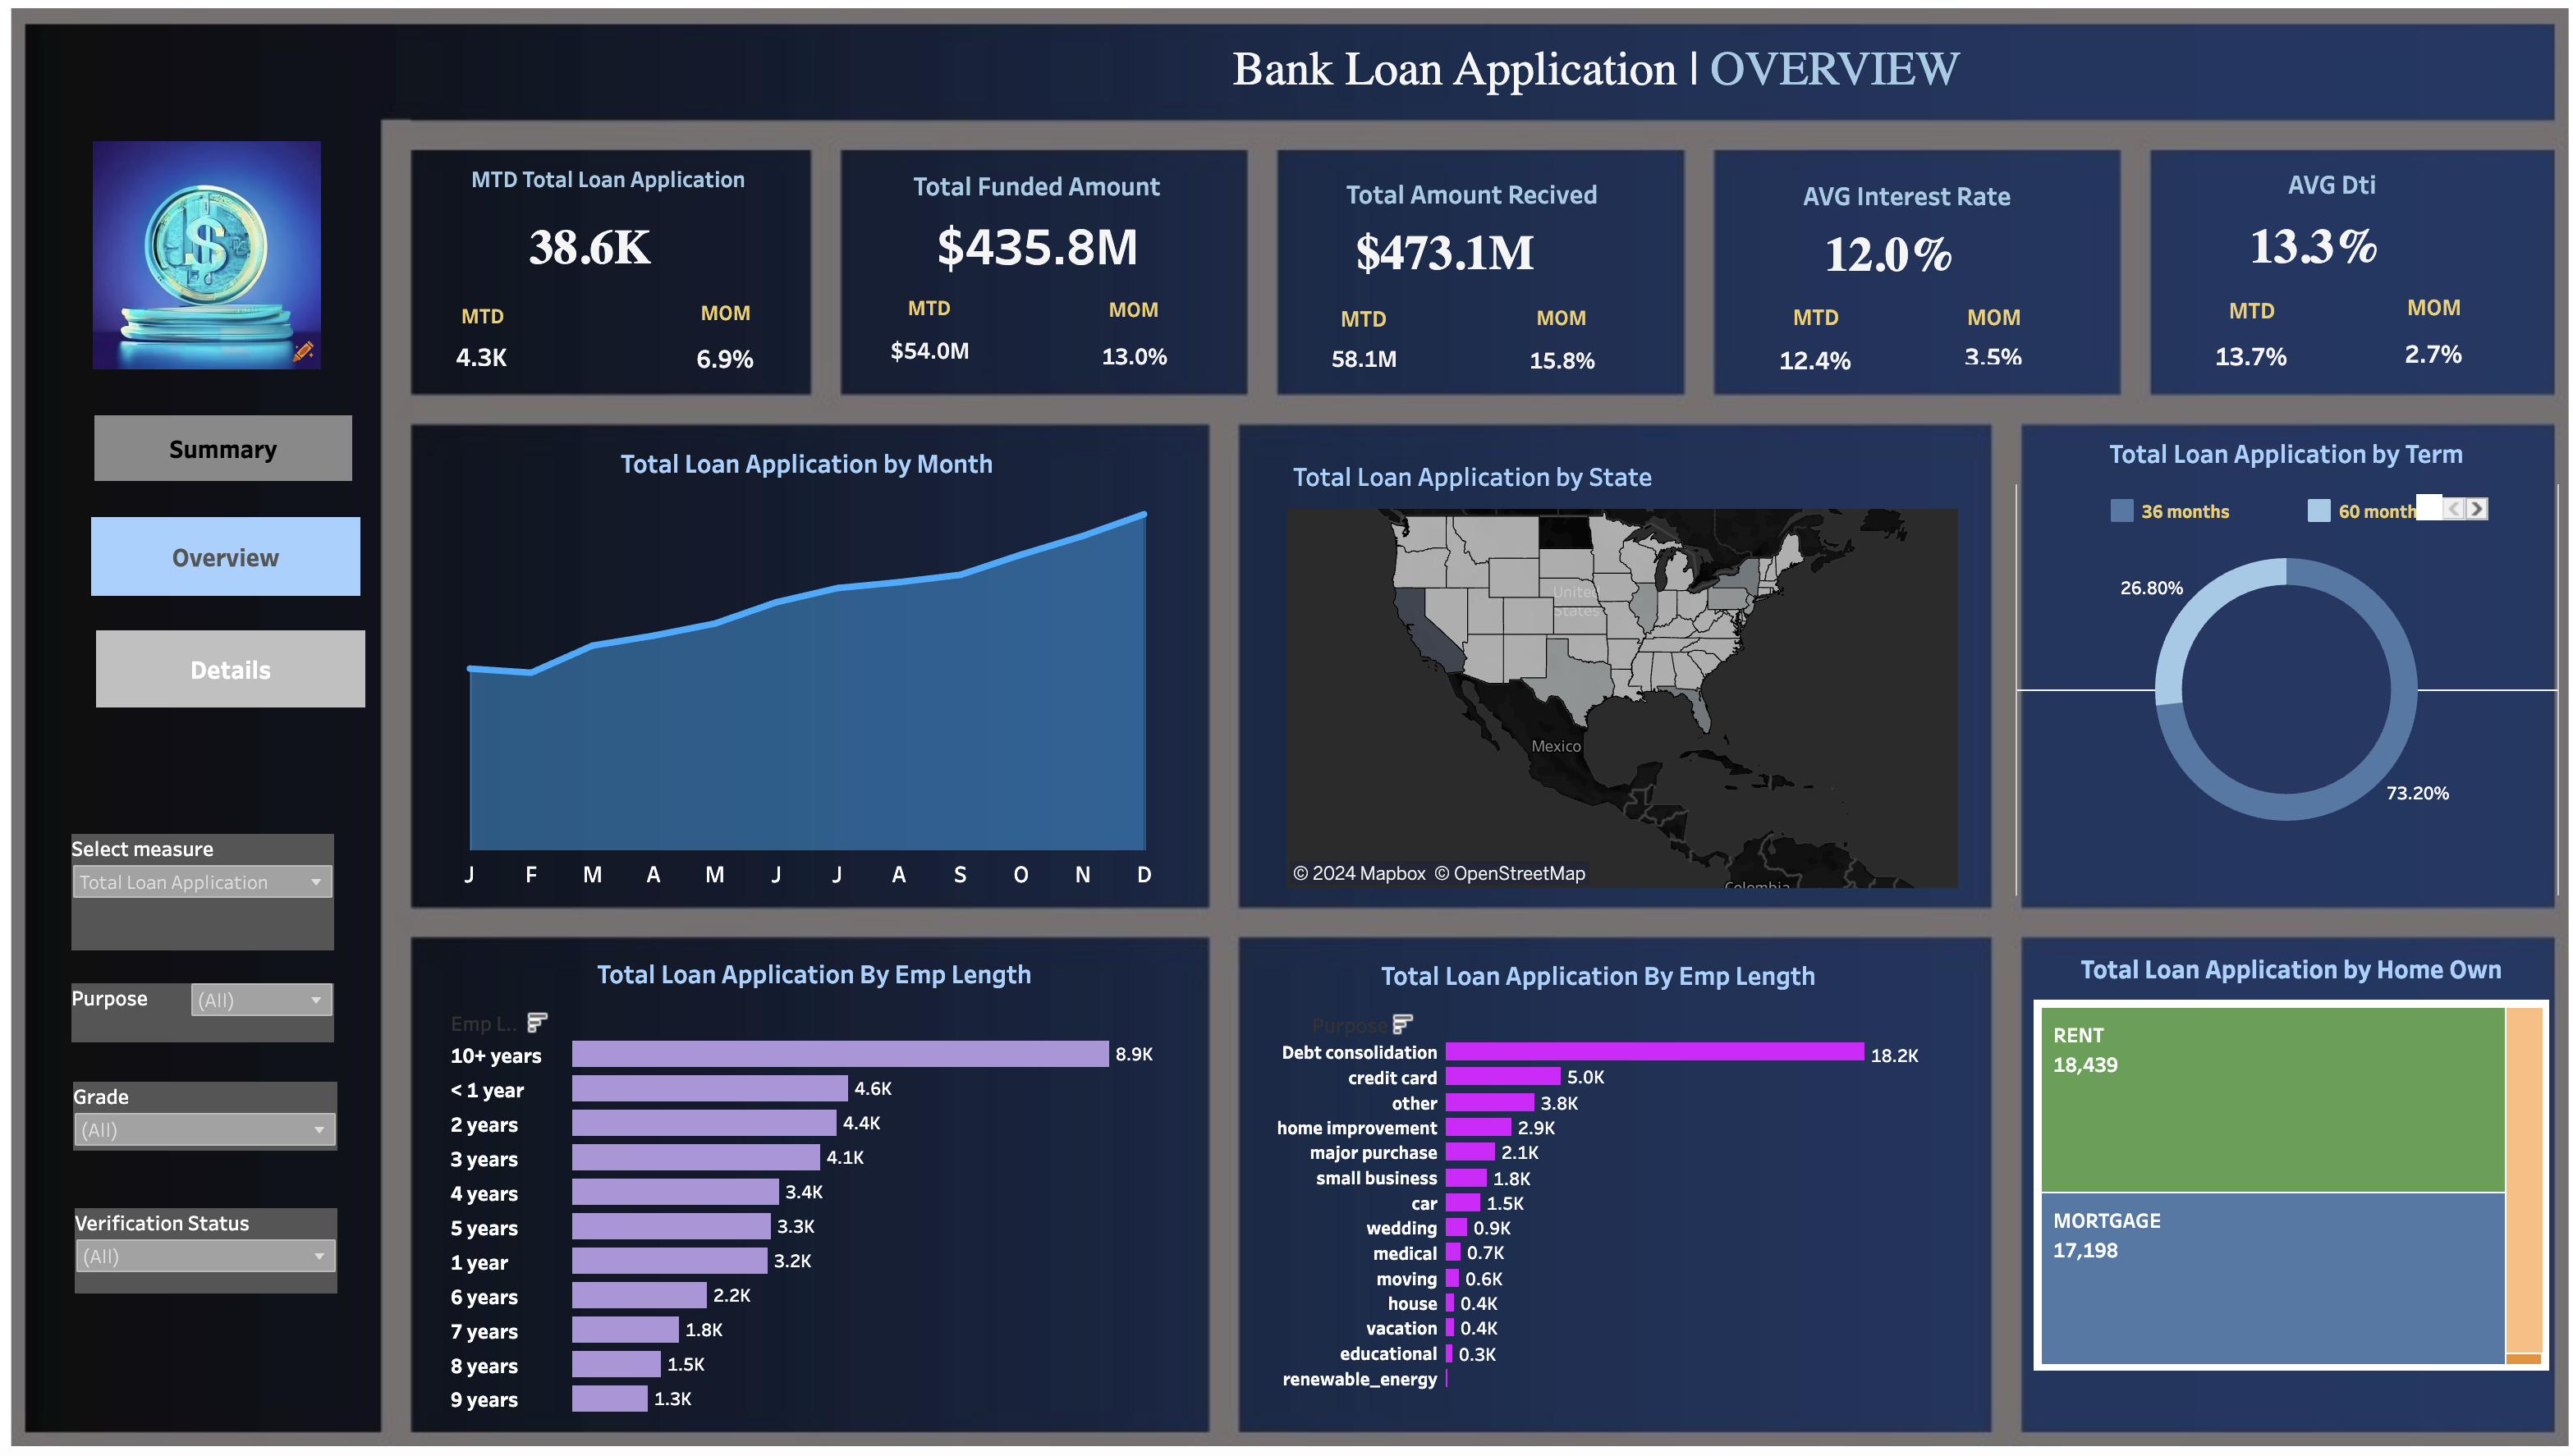 Bank Loan Application | OVERVIEW
MTD Total Loan Application
38.6K
MTD MOM
4.3K 6.9%
Total Funded Amount
$435.8M
MTD MOM
$54.0M 13.0%
Total Amount Recived
$473.1M
MTD MOM
58.1M 15.8%
AVG Interest Rate
12.0%
MTD MOM
12.4% 3.5%
AVG Dti
13.3%
MTD MOM
13.7% 2.7%
Summary
Overview
Details
Select measure
Total Loan Application
Purpose (All)
Grade
(All)
Verification Status
(All)
Total Loan Application by Month
J F M A M J J A S O N D
Total Loan Application by State
United
States
Mexico
Colombia
© 2024 Mapbox © OpenStreetMap
Total Loan Application by Term
36 months 60 month
26.80%
73.20%
Total Loan Application By Emp Length
Emp L..
10+ years 8.9K
< 1 year 4.6K
2 years 4.4K
3 years 4.1K
4 years 3.4K
5 years 3.3K
1 year 3.2K
6 years 2.2K
7 years 1.8K
8 years 1.5K
9 years 1.3K
Total Loan Application By Emp Length
Purpose
Debt consolidation 18.2K
credit card 5.0K
other 3.8K
home improvement 2.9K
major purchase 2.1K
small business 1.8K
car 1.5K
wedding 0.9K
medical 0.7K
moving 0.6K
house 0.4K
vacation 0.4K
educational 0.3K
renewable_energy
Total Loan Application by Home Own
RENT
18,439
MORTGAGE
17,198